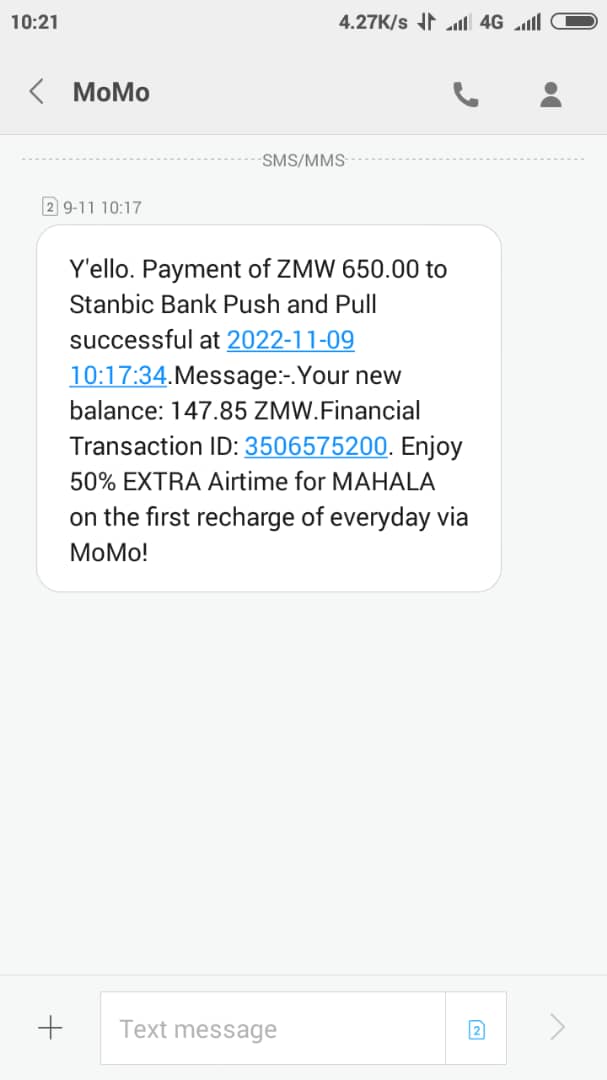 10:21 4.27K/s 4G
MoMo
SMS/MMS
2 9-11 10:17
Y'ello. Payment of ZMW 650.00 to
Stanbic Bank Push and Pull
successful at 2022-11-09
10:17:34.Message:-.Your new
balance: 147.85 ZMW.Financial
Transaction ID: 3506575200. Enjoy
50% EXTRA Airtime for MAHALA
on the first recharge of everyday via
MoMo!
Text message 2